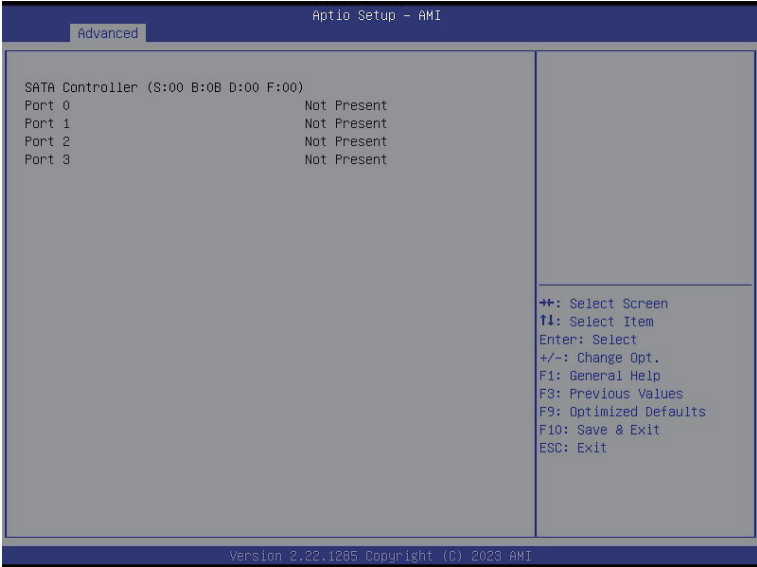 Aptio Setup – AMI
Advanced
SATA Controller (S:00 B:0B D:00 F:00)
Port 0 Not Present
Port 1 Not Present
Port 2 Not Present
Port 3 Not Present
→←: Select Screen
↑↓: Select Item
Enter: Select
+/-: Change Opt.
F1: General Help
F3: Previous Values
F9: Optimized Defaults
F10: Save & Exit
ESC: Exit
Version 2.22.1285 Copyright (C) 2023 AMI